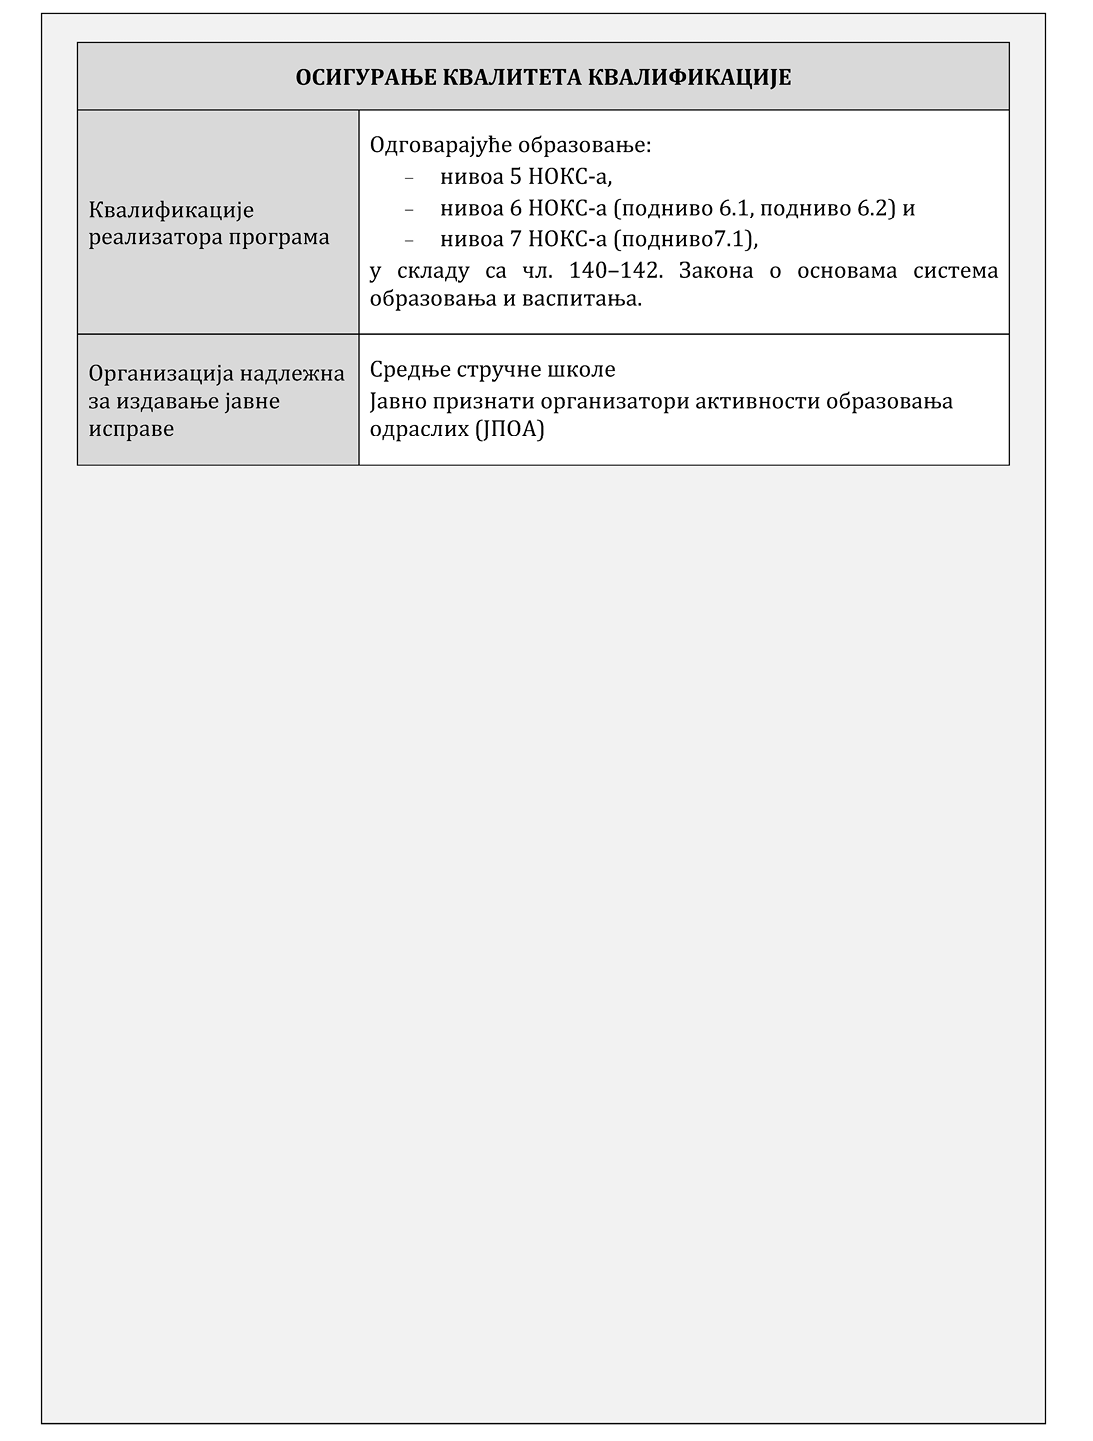 ОСИГУРАЊЕ КВАЛИТЕТА КВАЛИФИКАЦИЈЕ
Квалификације
реализатора програма
Одговарајуће образовање:
– нивоа 5 НОКС-а,
– нивоа 6 НОКС-а (подниво 6.1, подниво 6.2) и
– нивоа 7 НОКС-а (подниво7.1),
у складу са чл. 140–142. Закона о основама система
образовања и васпитања.
Организација надлежна
за издавање јавне
исправе
Средње стручне школе
Јавно признати организатори активности образовања
одраслих (ЈПОА)